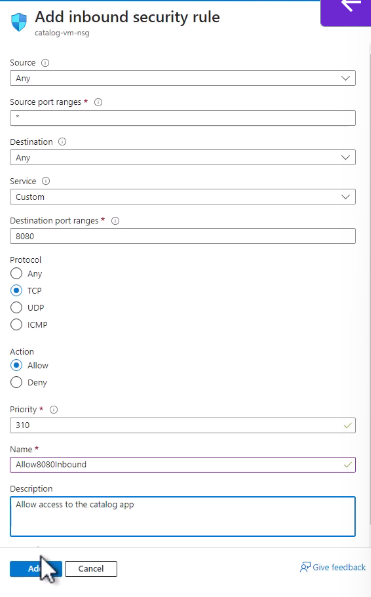 Add inbound security rule
catalog-vm-nsg
Source
Any
Source port ranges *
*
Destination
Any
Service
Custom
Destination port ranges *
8080
Protocol
Any
TCP
UDP
ICMP
Action
Allow
Deny
Priority *
310
Name *
Allow8080Inbound
Description
Allow access to the catalog app
Add Cancel Give feedback